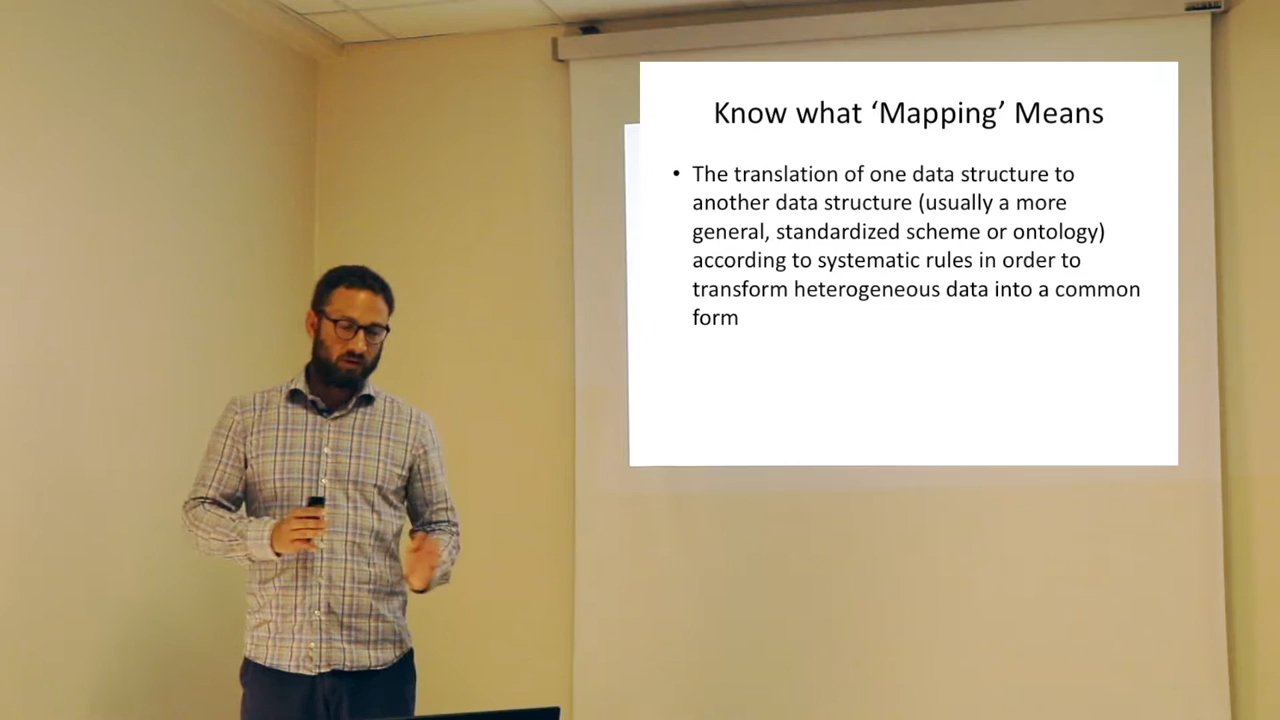 Know what ‘Mapping’ Means
• The translation of one data structure to
another data structure (usually a more
general, standardized scheme or ontology)
according to systematic rules in order to
transform heterogeneous data into a common
form